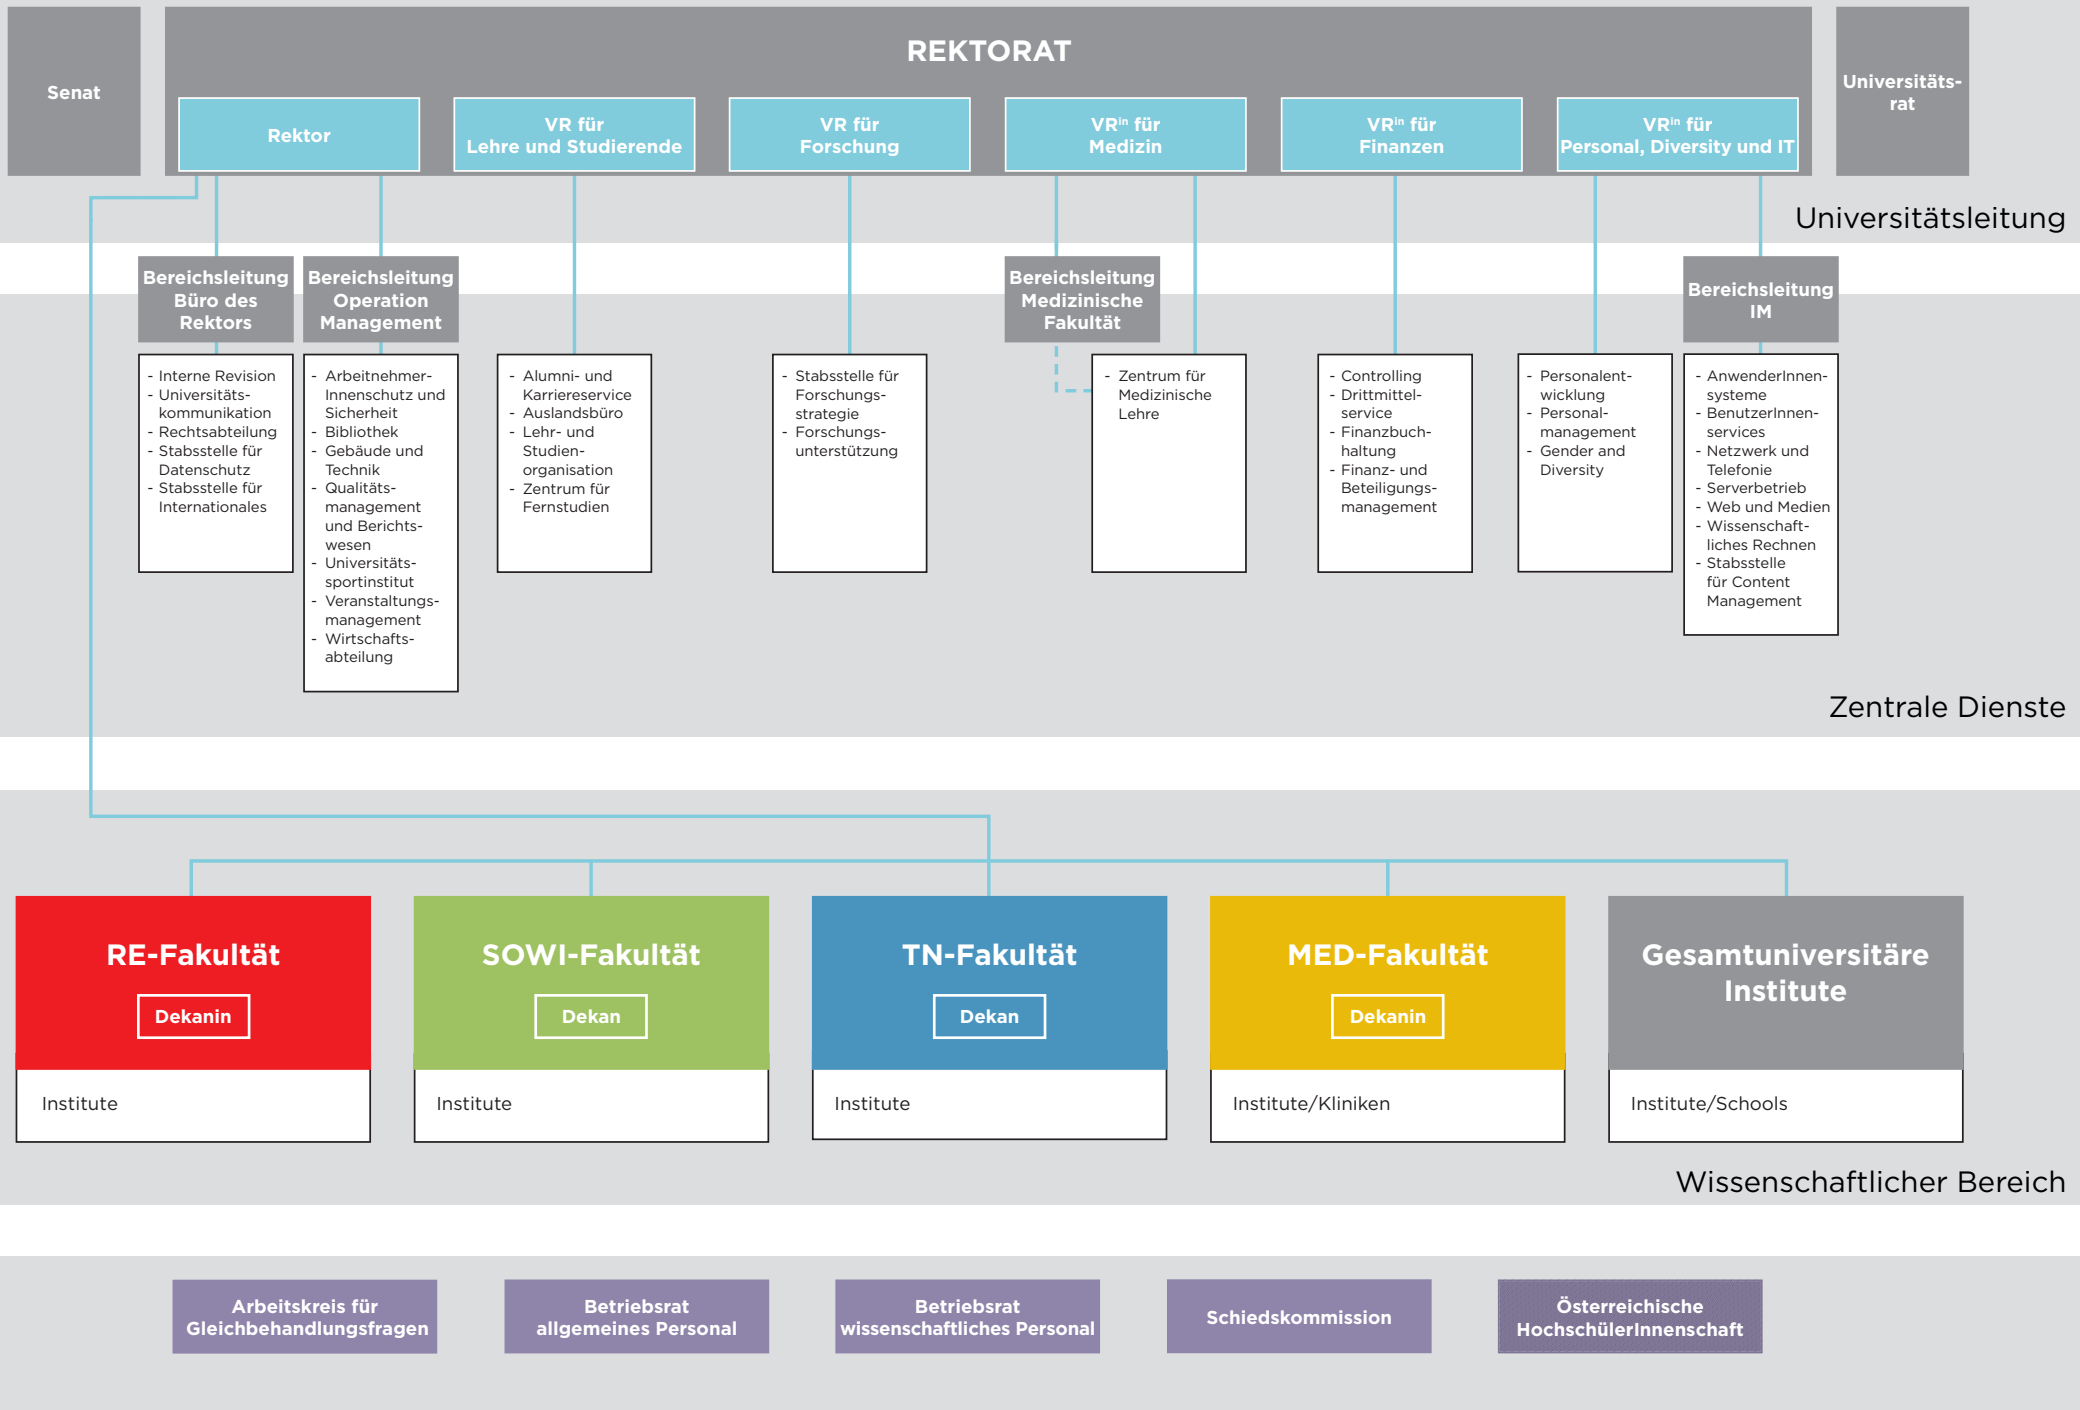 Senat
REKTORAT
Universitäts-
rat
Rektor
VR für
Lehre und Studierende
VR für
Forschung
VRⁱⁿ für
Medizin
VRⁱⁿ für
Finanzen
VRⁱⁿ für
Personal, Diversity und IT
Universitätsleitung
Bereichsleitung
Büro des
Rektors
Bereichsleitung
Operation
Management
Bereichsleitung
Medizinische
Fakultät
Bereichsleitung
IM
- Interne Revision
- Universitäts-
kommunikation
- Rechtsabteilung
- Stabsstelle für
Datenschutz
- Stabsstelle für
Internationales
- Arbeitnehmer-
Innenschutz und
Sicherheit
- Bibliothek
- Gebäude und
Technik
- Qualitäts-
management
und Berichts-
wesen
- Universitäts-
sportinstitut
- Veranstaltungs-
management
- Wirtschafts-
abteilung
- Alumni- und
Karriereservice
- Auslandsbüro
- Lehr- und
Studien-
organisation
- Zentrum für
Fernstudien
- Stabsstelle für
Forschungs-
strategie
- Forschungs-
unterstützung
- Zentrum für
Medizinische
Lehre
- Controlling
- Drittmittel-
service
- Finanzbuch-
haltung
- Finanz- und
Beteiligungs-
management
- Personalent-
wicklung
- Personal-
management
- Gender and
Diversity
- AnwenderInnen-
systeme
- BenutzerInnen-
services
- Netzwerk und
Telefonie
- Serverbetrieb
- Web und Medien
- Wissenschaft-
liches Rechnen
- Stabsstelle
für Content
Management
Zentrale Dienste
RE-Fakultät
Dekanin
Institute
SOWI-Fakultät
Dekan
Institute
TN-Fakultät
Dekan
Institute
MED-Fakultät
Dekanin
Institute/Kliniken
Gesamtuniversitäre
Institute
Institute/Schools
Wissenschaftlicher Bereich
Arbeitskreis für
Gleichbehandlungsfragen
Betriebsrat
allgemeines Personal
Betriebsrat
wissenschaftliches Personal
Schiedskommission
Österreichische
HochschülerInnenschaft